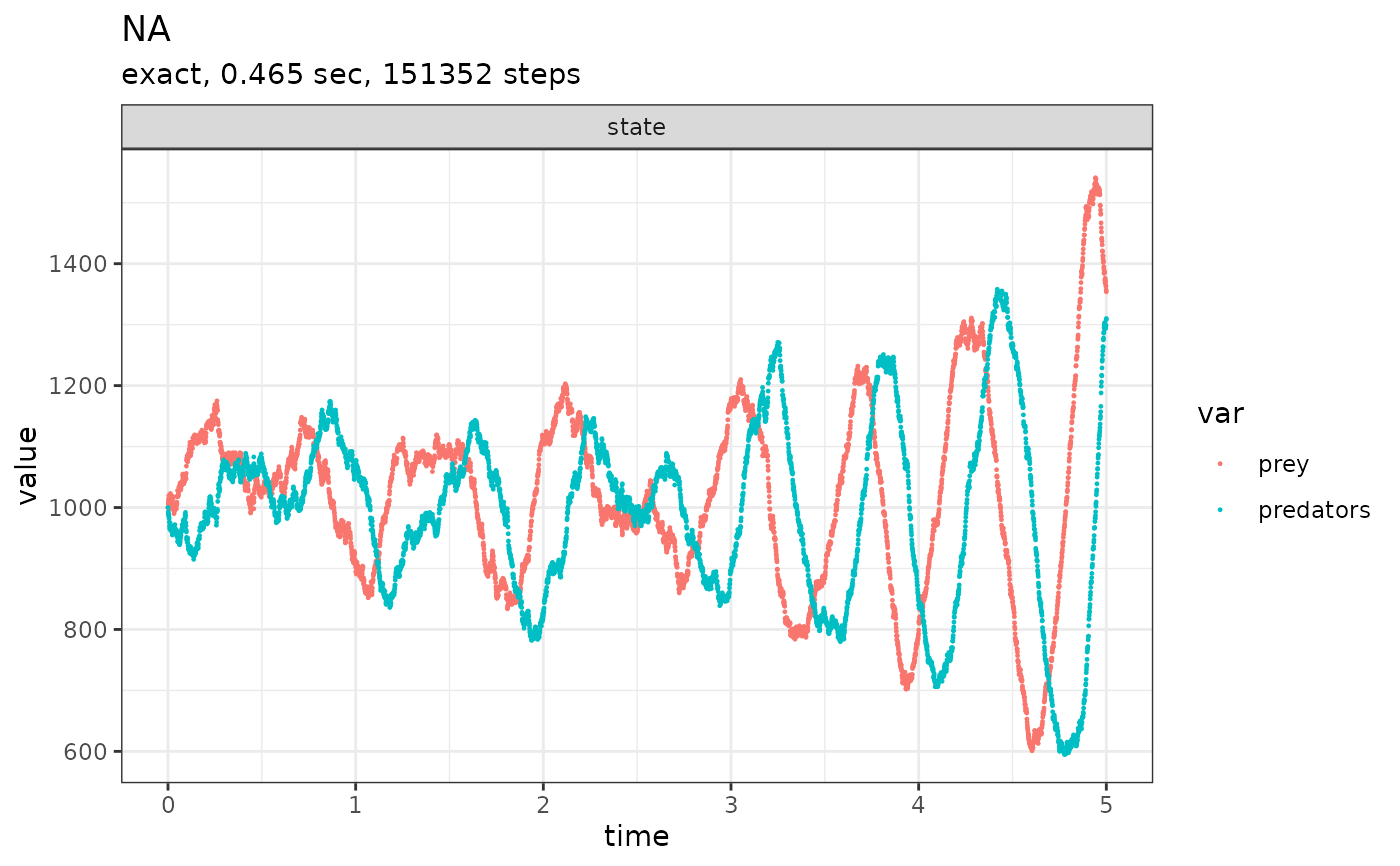 NA
exact, 0.465 sec, 151352 steps
state
value
1400
1200
1000
800
600
0 1 2 3 4 5
time
var
prey
predators